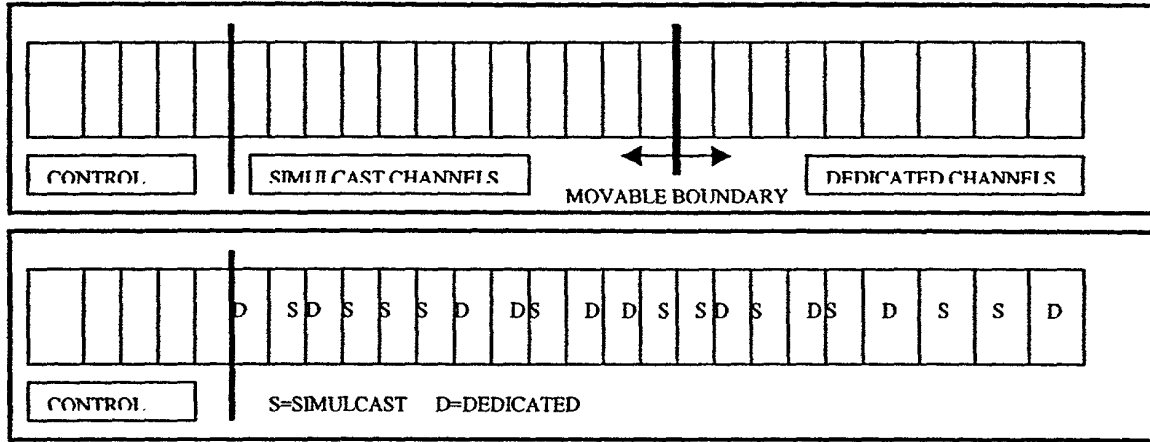 CONTROL
SIMULCAST CHANNELS
DEDICATED CHANNELS
MOVABLE BOUNDARY
D S D S S S D D S D D S S D S D S D S S D
CONTROL
S=SIMULCAST D=DEDICATED